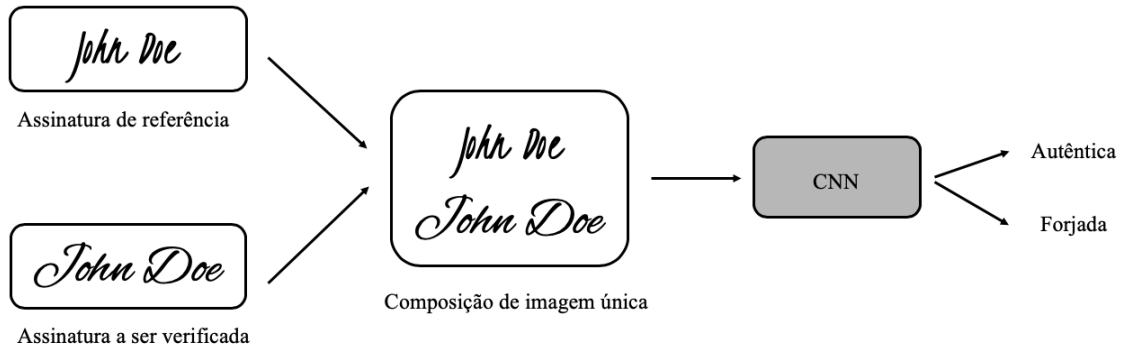 John Doe
Assinatura de referência
John Doe
Assinatura a ser verificada
John Doe
John Doe
Composição de imagem única
CNN
Autêntica
Forjada